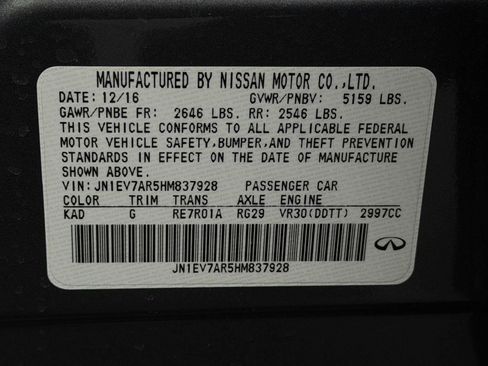 MANUFACTURED BY NISSAN MOTOR CO.,LTD.
DATE: 12/16 GVWR/PNBV: 5159 LBS.
GAWR/PNBE FR: 2646 LBS. RR: 2546 LBS.
THIS VEHICLE CONFORMS TO ALL APPLICABLE FEDERAL
MOTOR VEHICLE SAFETY,BUMPER,AND THEFT PREVENTION
STANDARDS IN EFFECT ON THE DATE OF MANUFACTURE
SHOWN ABOVE.
VIN: JN1EV7AR5HM837928 PASSENGER CAR
COLOR TRIM TRANS AXLE ENGINE
KAD G RE7R01A RG29 VR30(DDTT) 2997CC
JN1EV7AR5HM837928